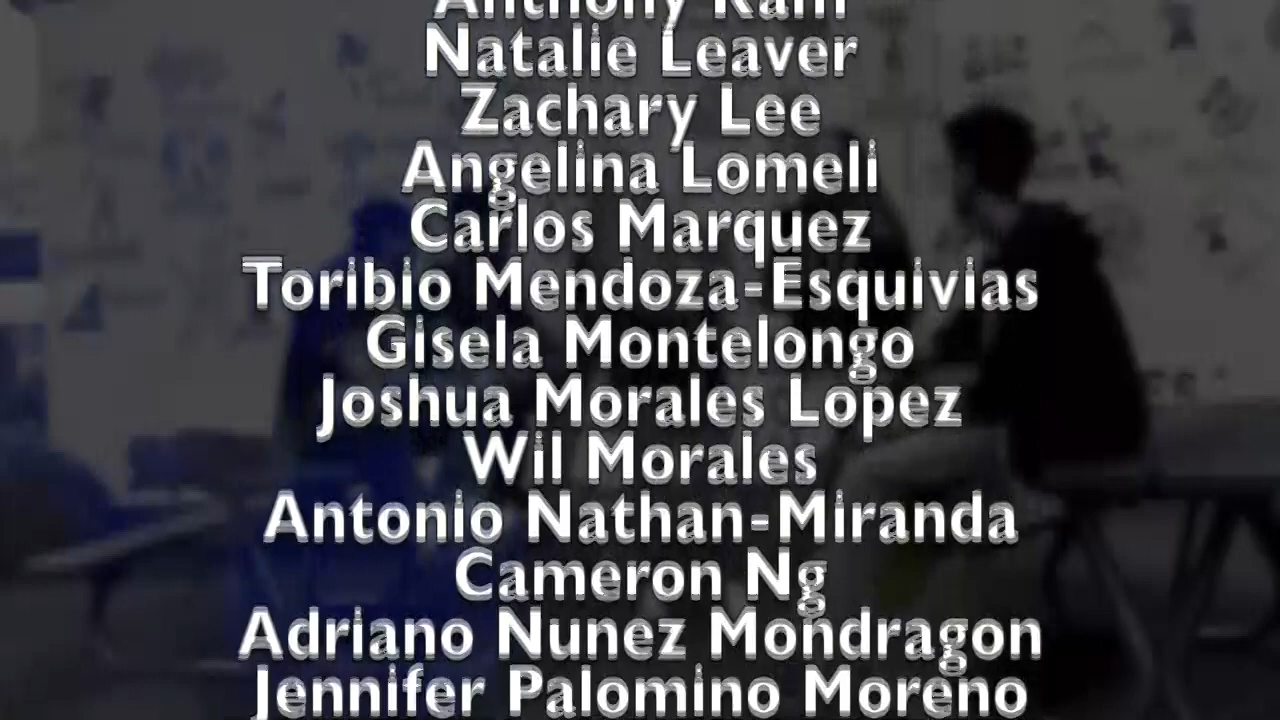 Anthony
Natalie Leaver
Zachary Lee
Angelina Lomeli
Carlos Marquez
Toribio Mendoza-Esquivias
Gisela Montelongo
Joshua Morales Lopez
Wil Morales
Antonio Nathan-Miranda
Cameron Ng
Adriano Nunez Mondragon
Jennifer Palomino Moreno